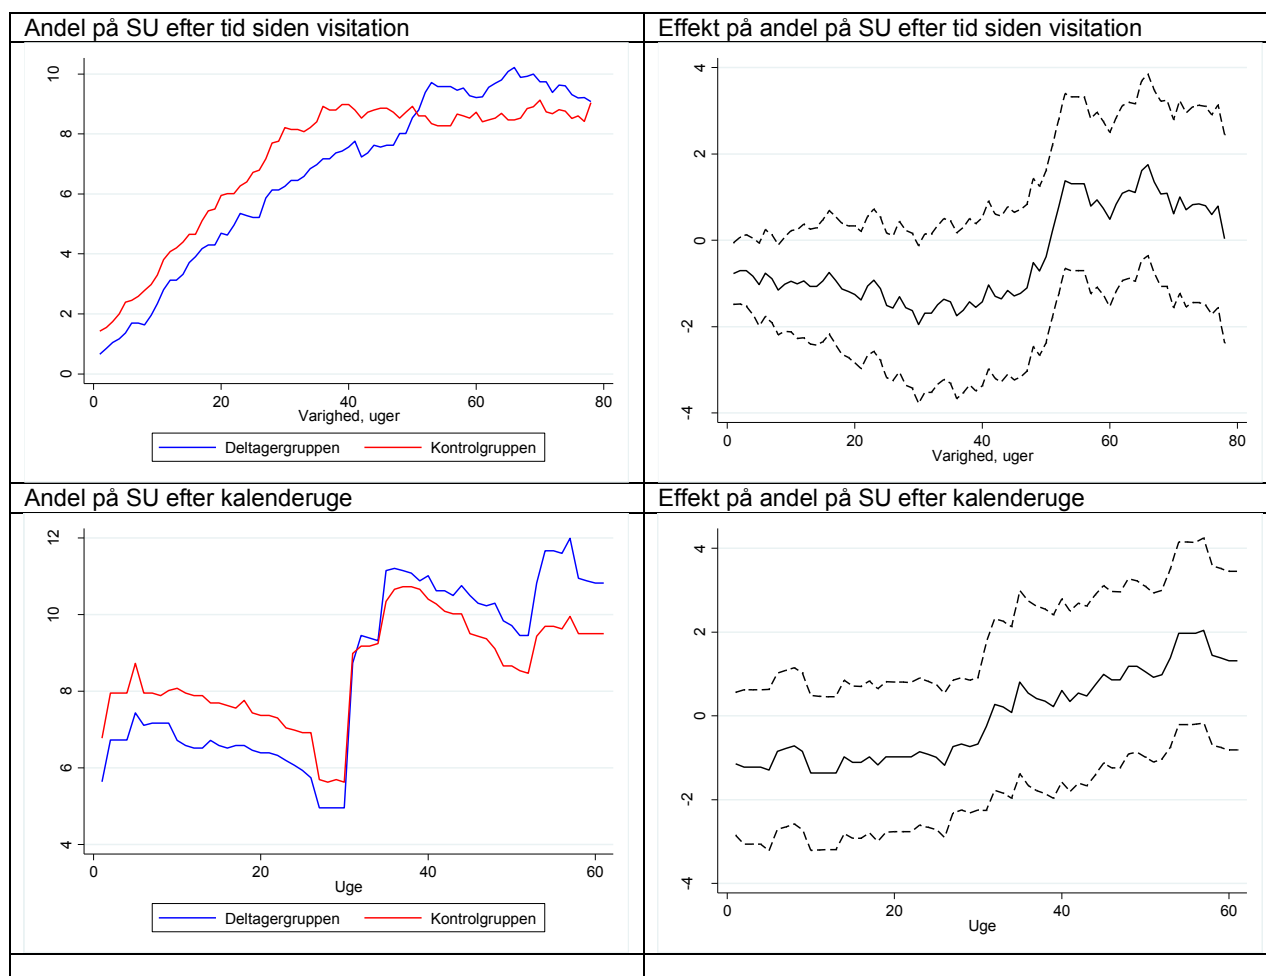 Andel på SU efter tid siden visitation
Effekt på andel på SU efter tid siden visitation
10
8
6
4
2
0
0 20 40 60 80
Varighed, uger
Deltagergruppen Kontrolgruppen
4
2
0
-2
-4
0 20 40 60 80
Varighed, uger
Andel på SU efter kalenderuge
Effekt på andel på SU efter kalenderuge
12
10
8
6
4
0 20 40 60
Uge
Deltagergruppen Kontrolgruppen
4
2
0
-2
-4
0 20 40 60
Uge